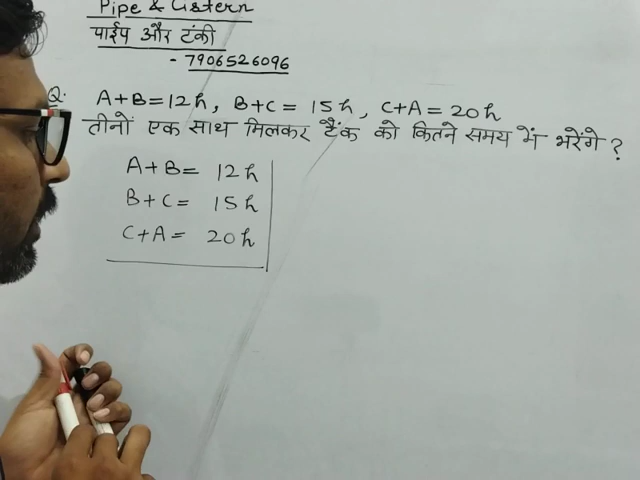 Pipe & Cistern
पाईप और टंकी
- 7906526096
Q. A+B=12h, B+C= 15h, C+A= 20h
तीनों एक साथ मिलकर टैंक को कितने समय में भरेंगे ?
A+B= 12h
B+C= 15h
C+A= 20h